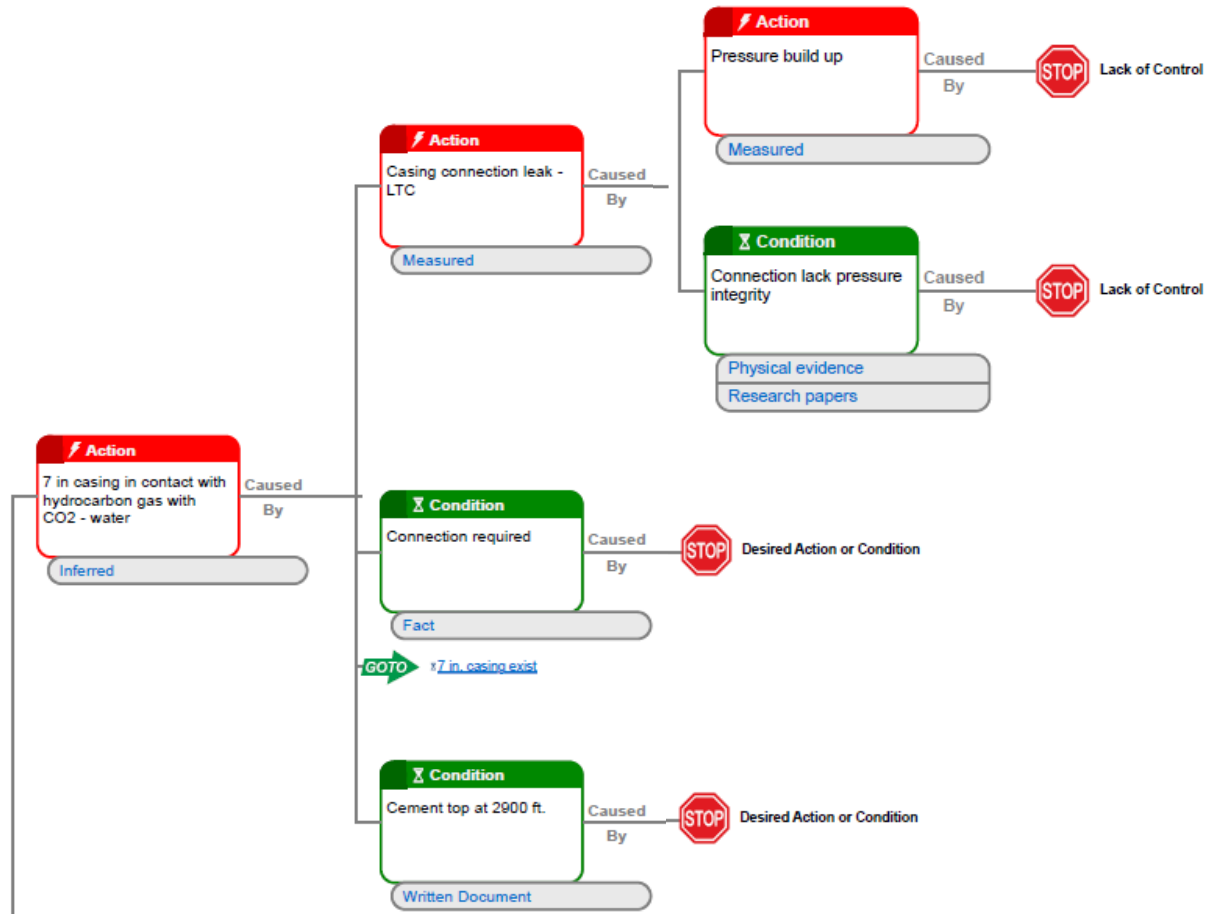 Action
Pressure build up
Caused
By
STOP
Lack of Control
Measured
Action
Casing connection leak -
LTC
Caused
By
Measured
Condition
Connection lack pressure
integrity
Caused
By
STOP
Lack of Control
Physical evidence
Research papers
Action
7 in casing in contact with
hydrocarbon gas with
CO2 - water
Caused
By
Inferred
Condition
Connection required
Caused
By
STOP
Desired Action or Condition
Fact
GOTO
7 in. casing exist
Condition
Cement top at 2900 ft.
Caused
By
STOP
Desired Action or Condition
Written Document